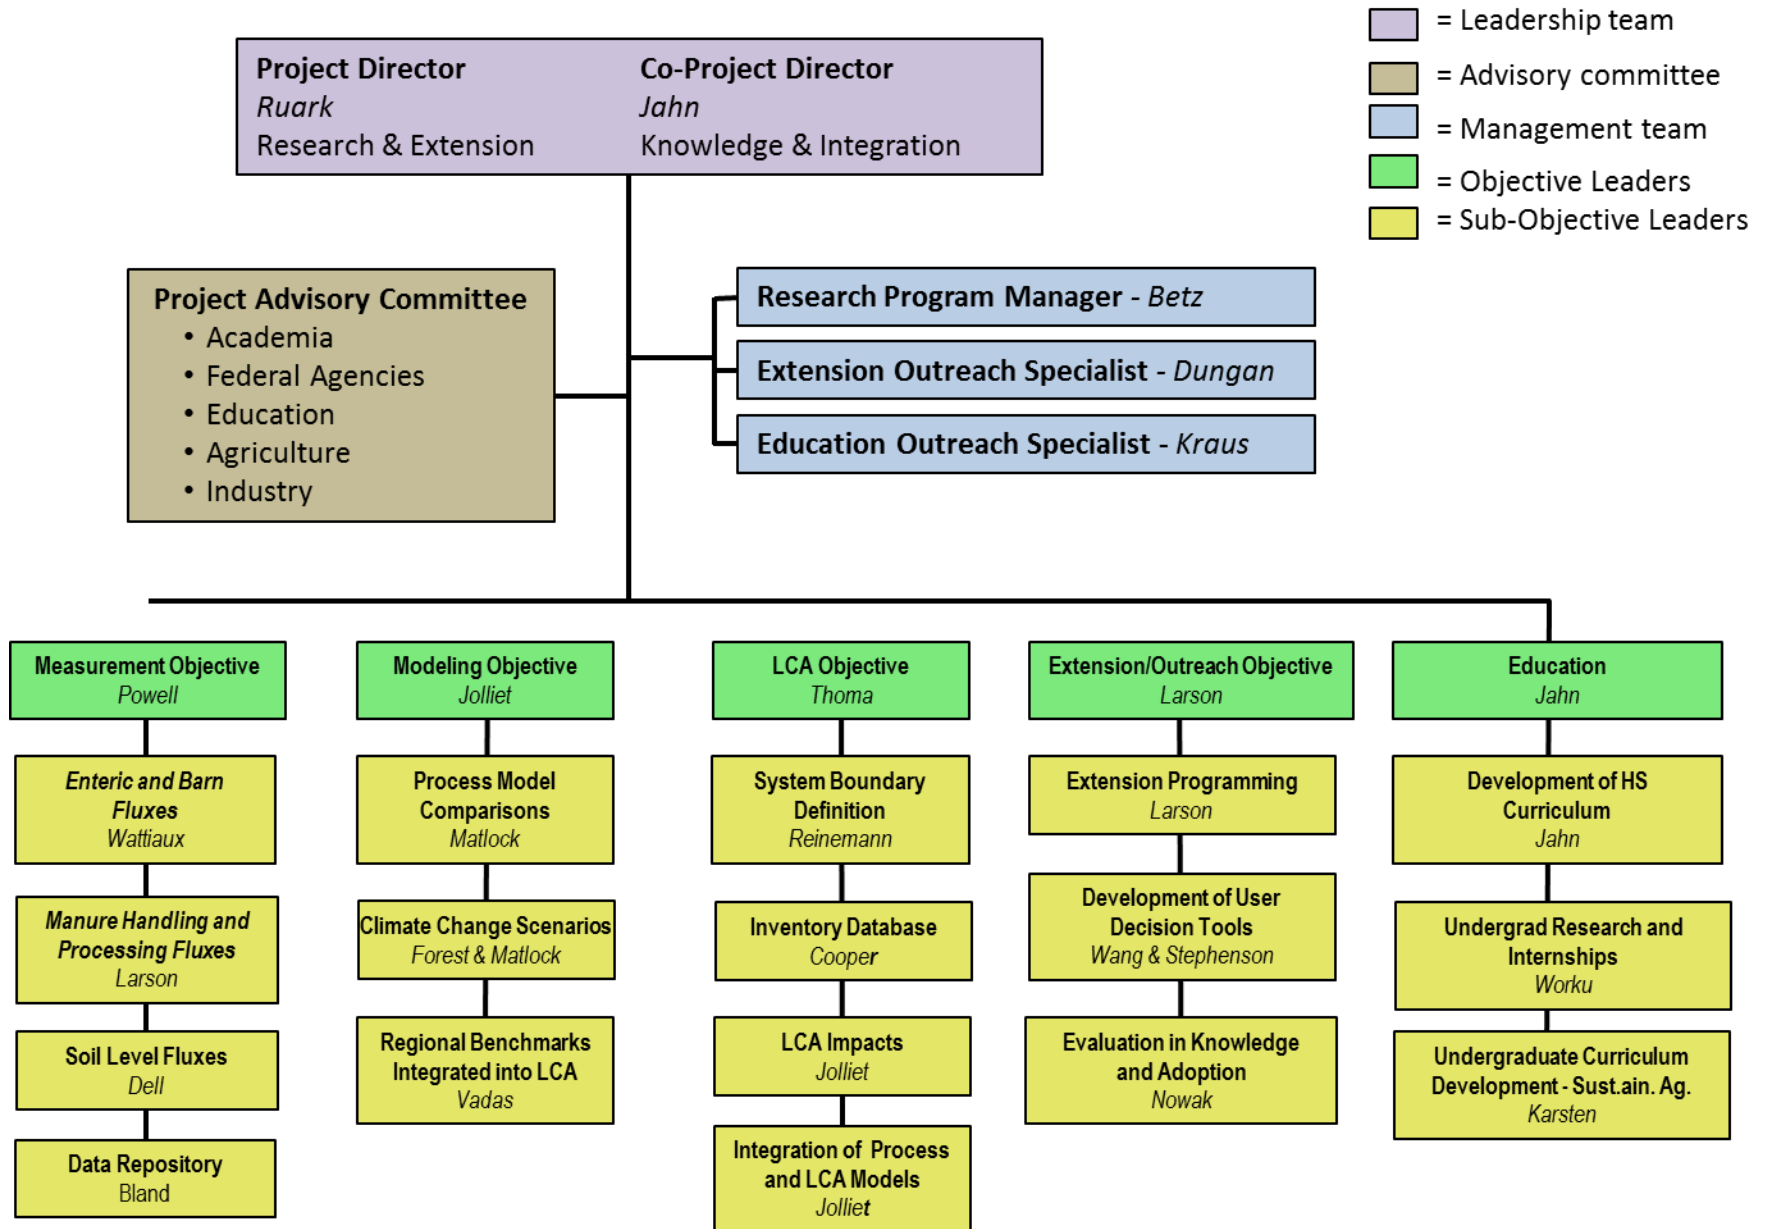 = Leadership team
= Advisory committee
= Management team
= Objective Leaders
= Sub-Objective Leaders
Project Director
Ruark
Research & Extension
Co-Project Director
Jahn
Knowledge & Integration
Project Advisory Committee
• Academia
• Federal Agencies
• Education
• Agriculture
• Industry
Research Program Manager - Betz
Extension Outreach Specialist - Dungan
Education Outreach Specialist - Kraus
Measurement Objective
Powell
Enteric and Barn
Fluxes
Wattiaux
Manure Handling and
Processing Fluxes
Larson
Soil Level Fluxes
Dell
Data Repository
Bland
Modeling Objective
Jolliet
Process Model
Comparisons
Matlock
Climate Change Scenarios
Forest & Matlock
Regional Benchmarks
Integrated into LCA
Vadas
LCA Objective
Thoma
System Boundary
Definition
Reinemann
Inventory Database
Cooper
LCA Impacts
Jolliet
Integration of Process
and LCA Models
Jolliet
Extension/Outreach Objective
Larson
Extension Programming
Larson
Development of User
Decision Tools
Wang & Stephenson
Evaluation in Knowledge
and Adoption
Nowak
Education
Jahn
Development of HS
Curriculum
Jahn
Undergrad Research and
Internships
Worku
Undergraduate Curriculum
Development - Sust.ain. Ag.
Karsten